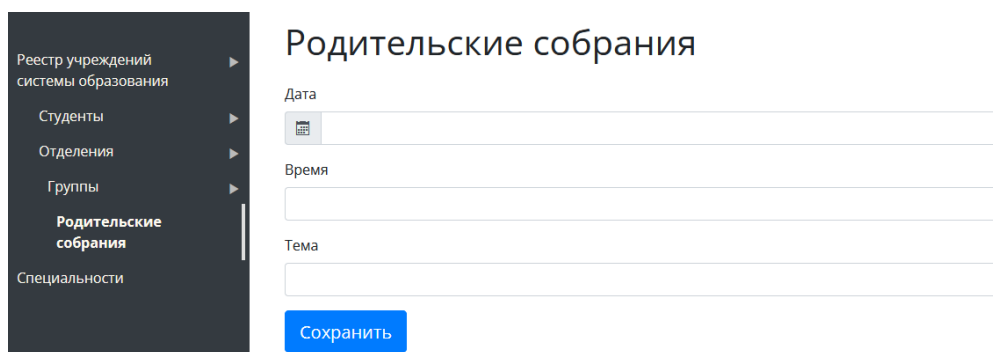 Реестр учреждений
системы образования
Студенты
Отделения
Группы
Родительские
собрания
Специальности
Родительские собрания
Дата
Время
Тема
Сохранить